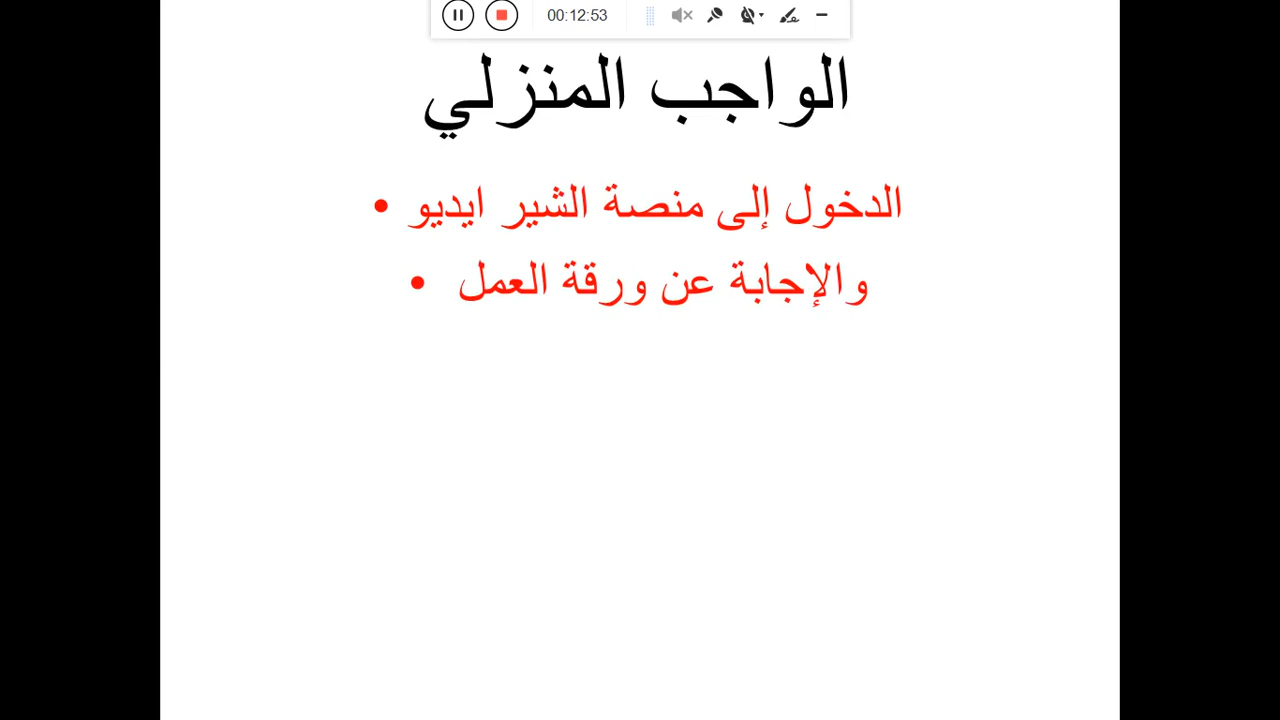 00:12:53
الواجب المنزلي
• الدخول إلى منصة الشير ايديو
• والإجابة عن ورقة العمل